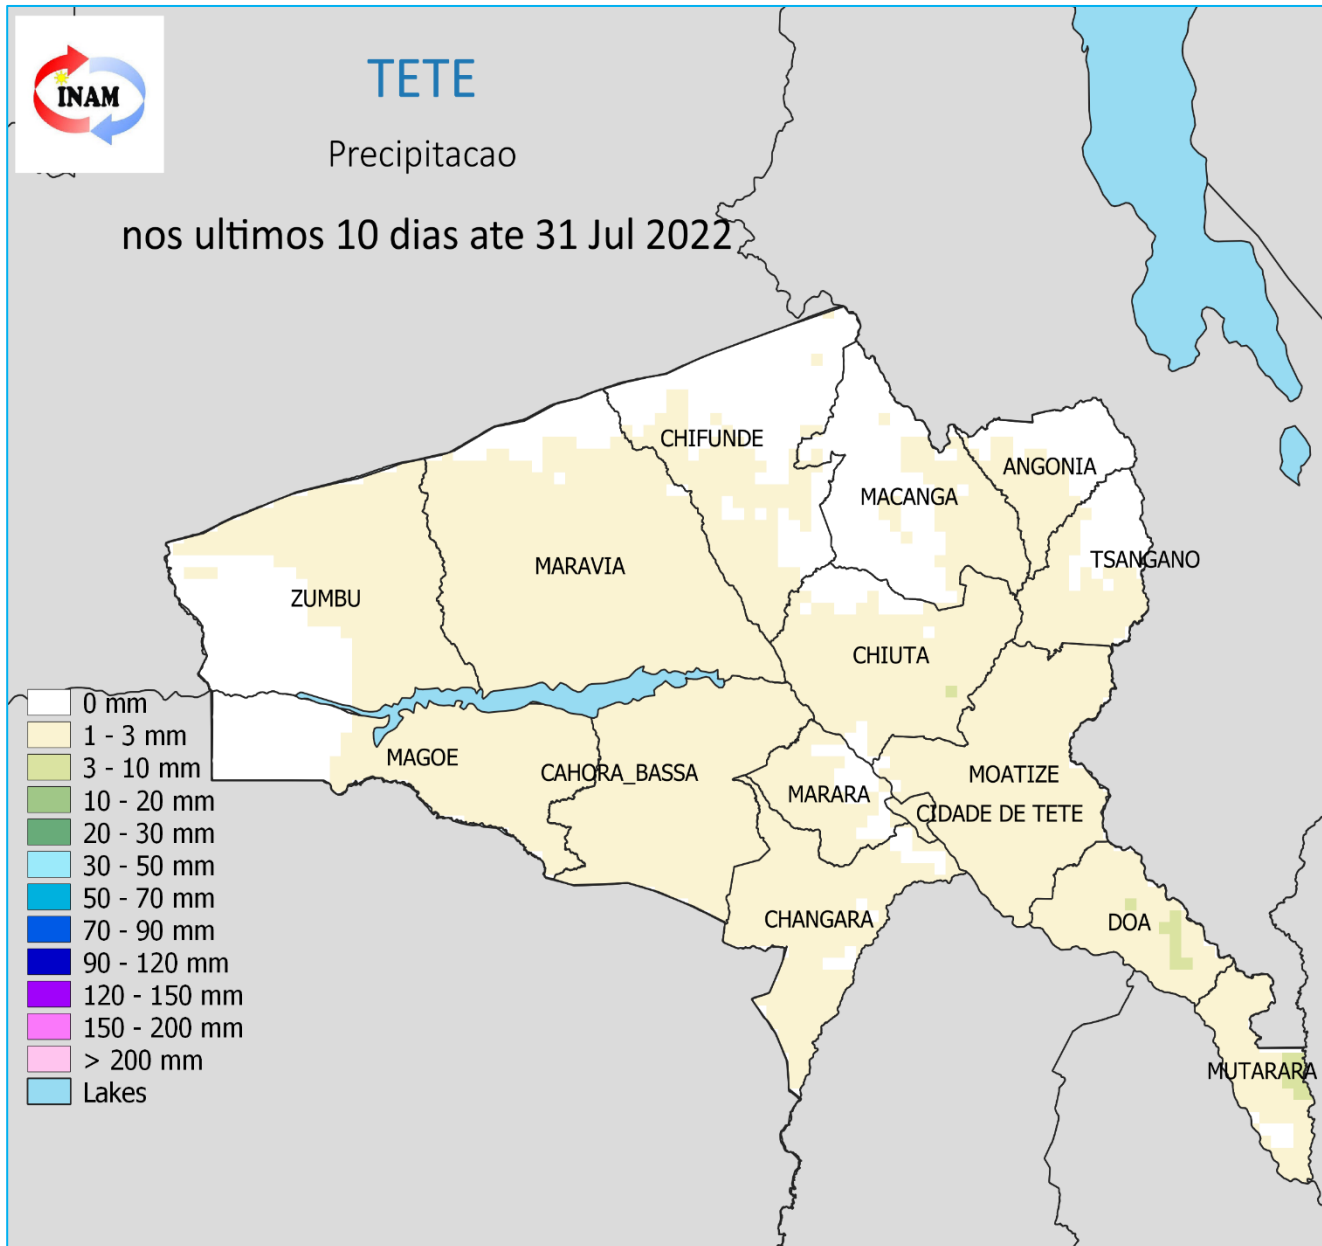 INAM
TETE
Precipitacao
nos ultimos 10 dias ate 31 Jul 2022
CHIFUNDE
ANGONIA
MACANGA
TSANGANO
MARAVIA
ZUMBU
CHIUTA
MAGOE
CAHORA_BASSA
MOATIZE
MARARA
CIDADE DE TETE
CHANGARA
DOA
MUTARARA
0 mm
1 - 3 mm
3 - 10 mm
10 - 20 mm
20 - 30 mm
30 - 50 mm
50 - 70 mm
70 - 90 mm
90 - 120 mm
120 - 150 mm
150 - 200 mm
> 200 mm
Lakes